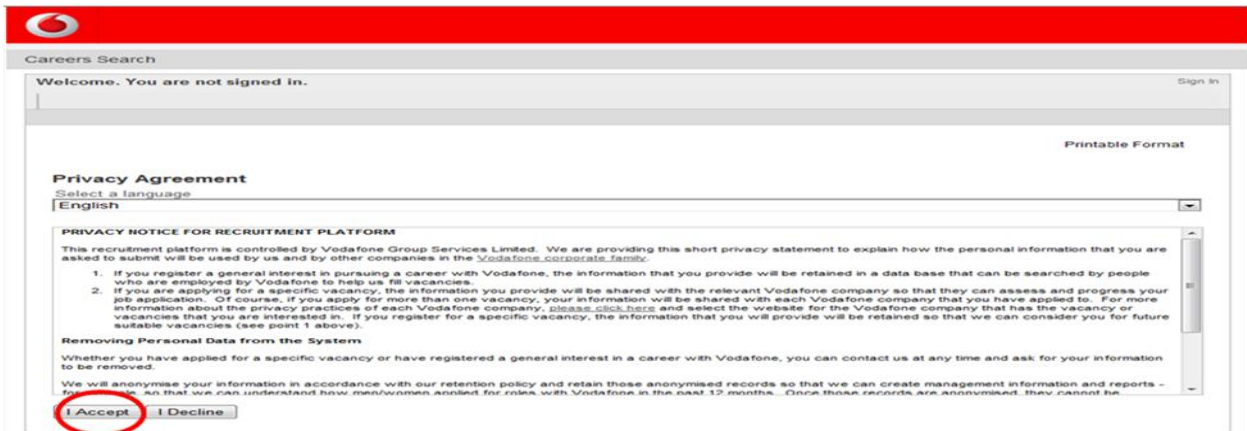 Careers Search
Welcome. You are not signed in.
Sign In
Printable Format
Privacy Agreement
Select a language
English
PRIVACY NOTICE FOR RECRUITMENT PLATFORM
This recruitment platform is controlled by Vodafone Group Services Limited. We are providing this short privacy statement to explain how the personal information that you are
asked to submit will be used by us and by other companies in the Vodafone corporate family.
1. If you register a general interest in pursuing a career with Vodafone, the information that you provide will be retained in a data base that can be searched by people
who are employed by Vodafone to help us fill vacancies.
2. If you are applying for a specific vacancy, the information you provide will be shared with the relevant Vodafone company so that they can assess and progress your
job application. Of course, if you apply for more than one vacancy, your information will be shared with each Vodafone company that you have applied to. For more
information about the privacy practices of each Vodafone company, please click here and select the website for the Vodafone company that has the vacancy or
vacancies that you are interested in. If you register for a specific vacancy, the information that you will provide will be retained so that we can consider you for future
suitable vacancies (see point 1 above).
Removing Personal Data from the System
Whether you have applied for a specific vacancy or have registered a general interest in a career with Vodafone, you can contact us at any time and ask for your information
to be removed.
We will anonymise your information in accordance with our retention policy and retain those anonymised records so that we can create management information and reports -
so that we can understand how men/women applied for roles with Vodafone in the past 12 months. Once those records are anonymised, they cannot be
I Accept I Decline